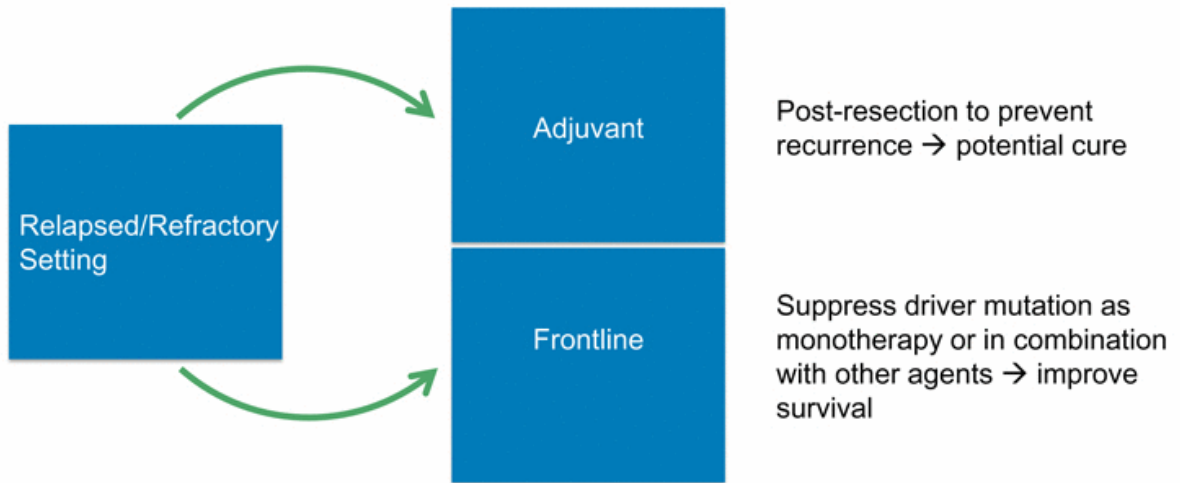 Relapsed/Refractory
Setting
Adjuvant
Post-resection to prevent
recurrence → potential cure
Frontline
Suppress driver mutation as
monotherapy or in combination
with other agents → improve
survival